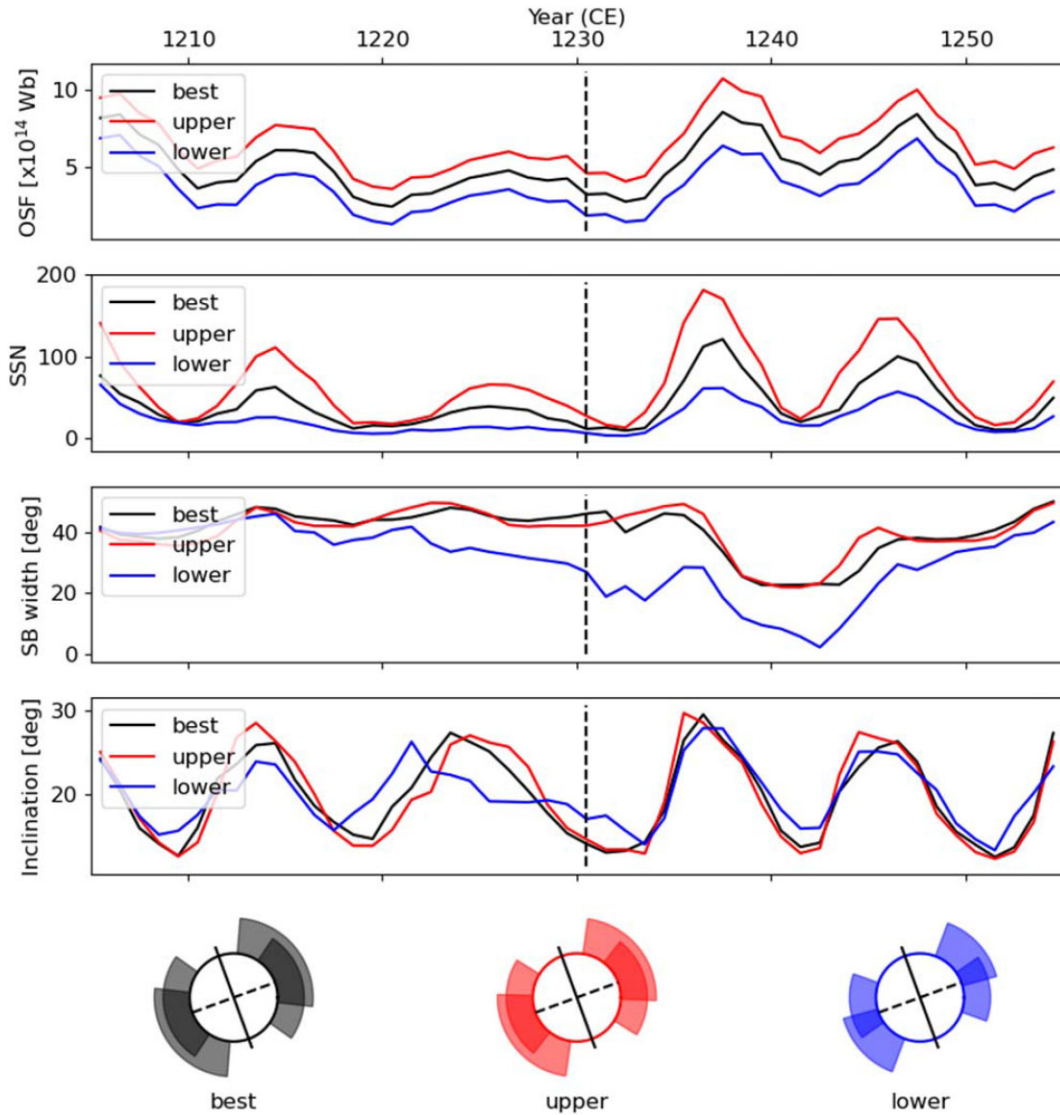 Year (CE)
1210 1220 1230 1240 1250
OSF [x10¹⁴ Wb]
10
5
best
upper
lower
SSN
200
100
0
best
upper
lower
SB width [deg]
40
20
0
best
upper
lower
Inclination [deg]
30
20
best
upper
lower
best upper lower